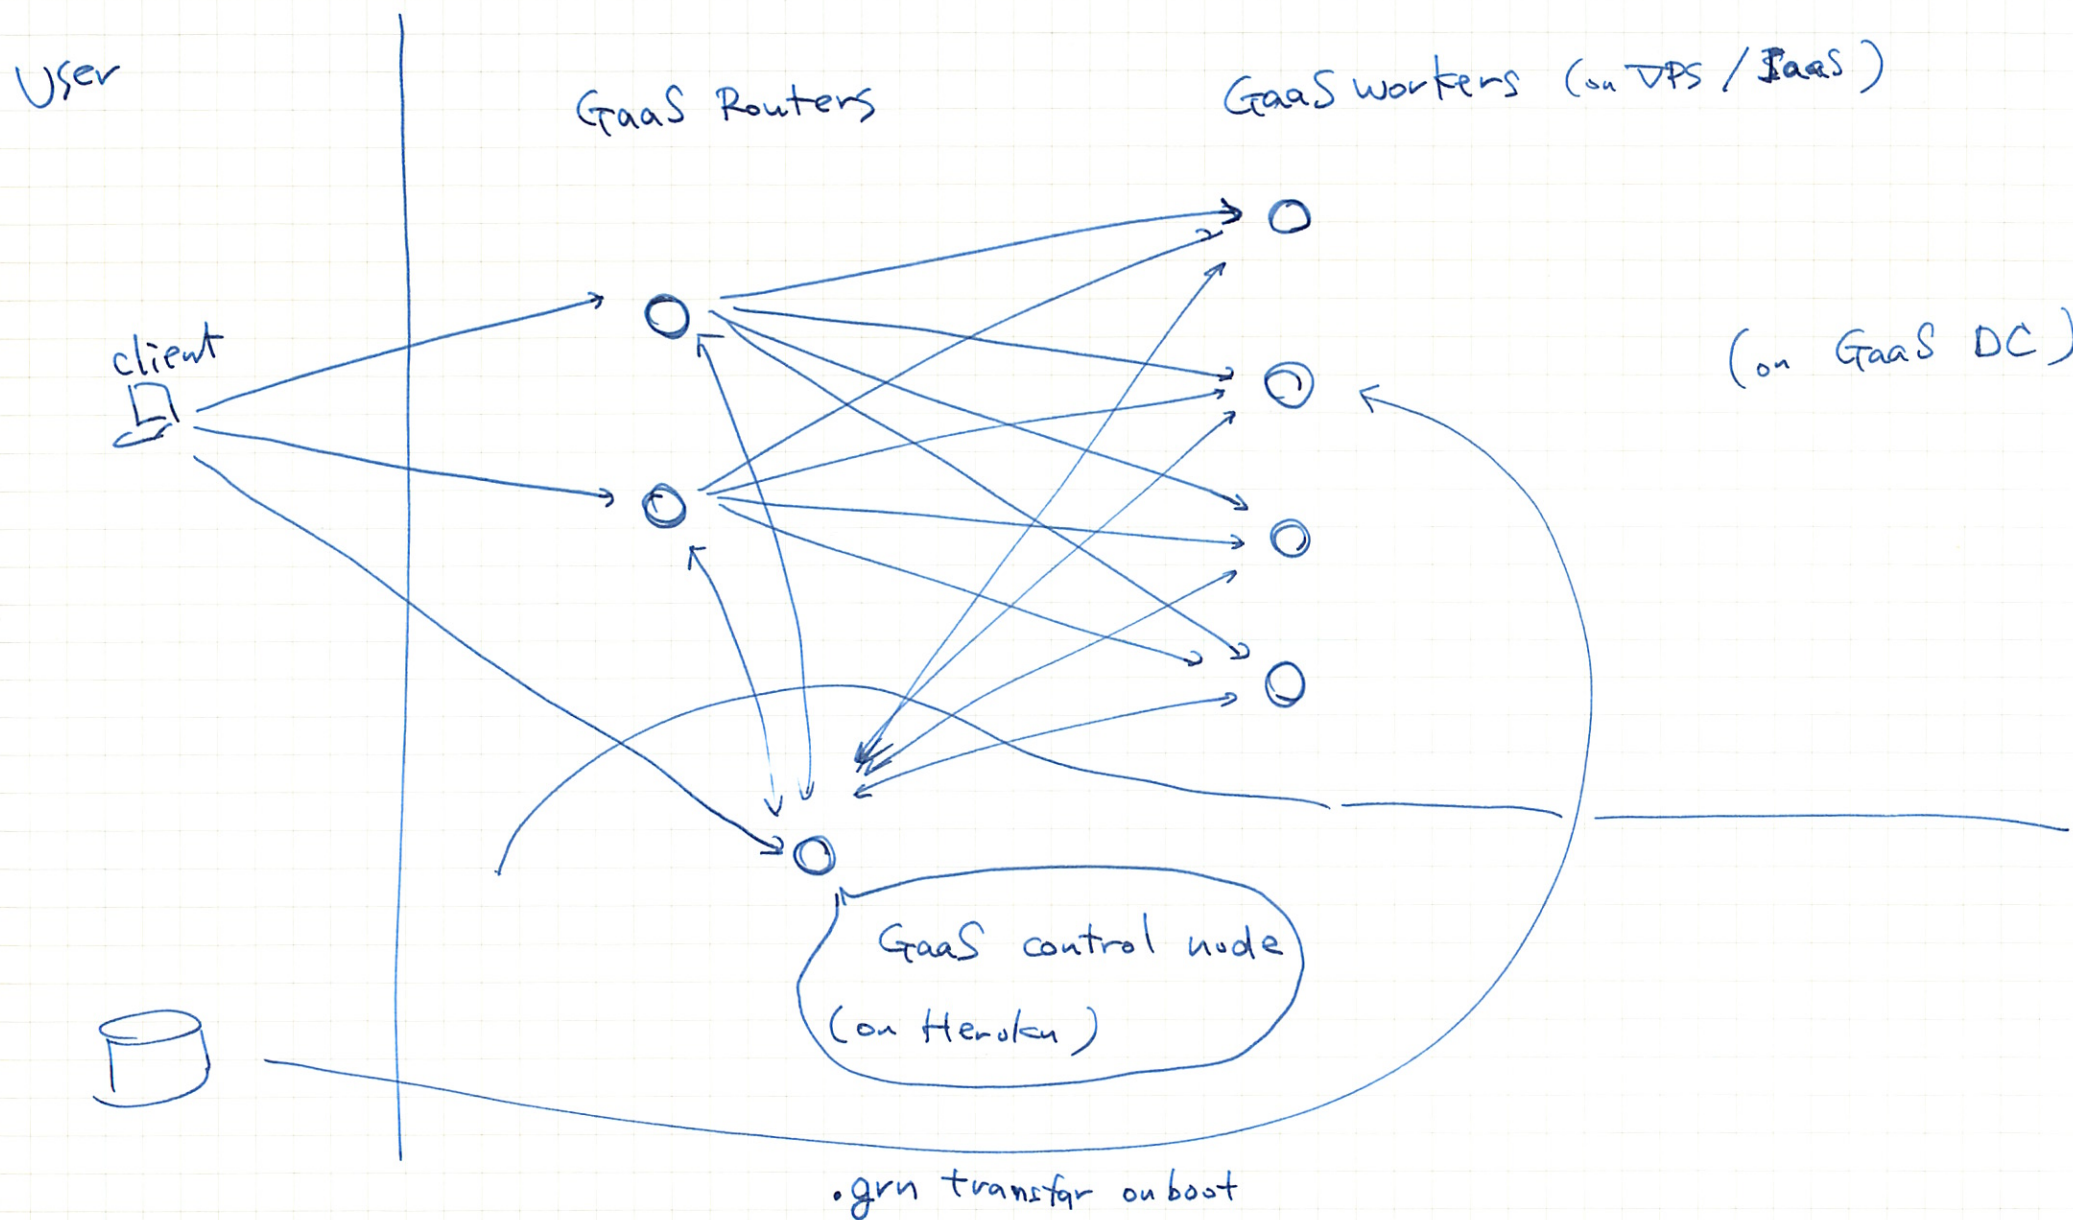 User
GaaS Routers
GaaS workers (on VPS / IaaS)
client
(on GaaS DC)
GaaS control node
(on Heroku)
.grn transfar on boot